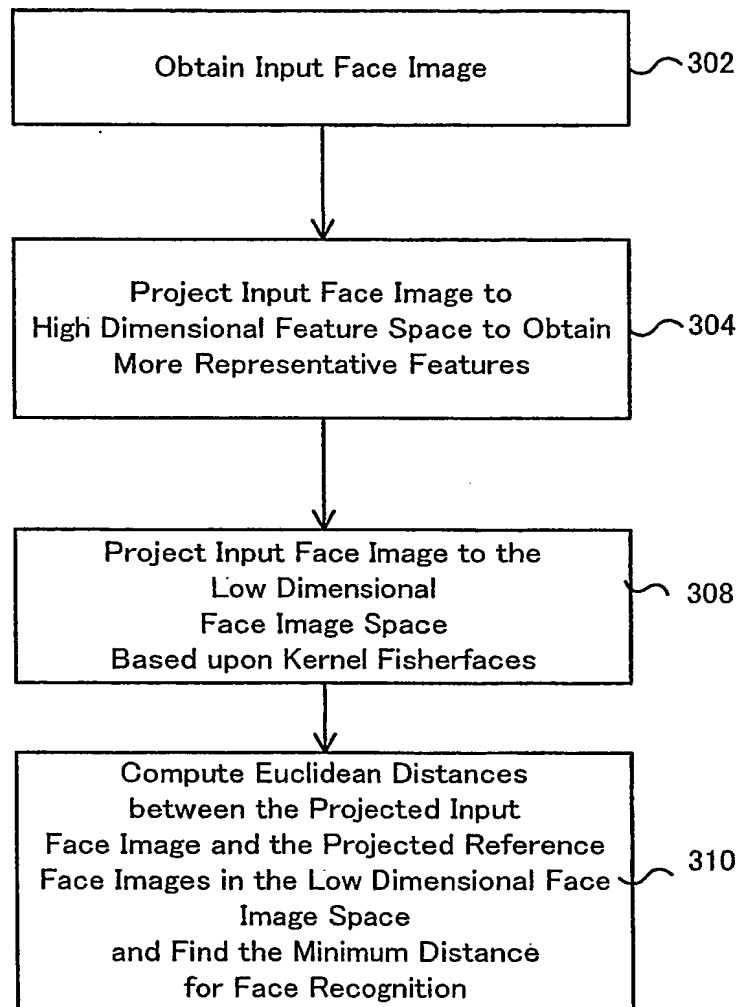 Obtain Input Face Image
302
Project Input Face Image to
High Dimensional Feature Space to Obtain
More Representative Features
304
Project Input Face Image to the
Low Dimensional
Face Image Space
Based upon Kernel Fisherfaces
308
Compute Euclidean Distances
between the Projected Input
Face Image and the Projected Reference
Face Images in the Low Dimensional Face
Image Space
and Find the Minimum Distance
for Face Recognition
310